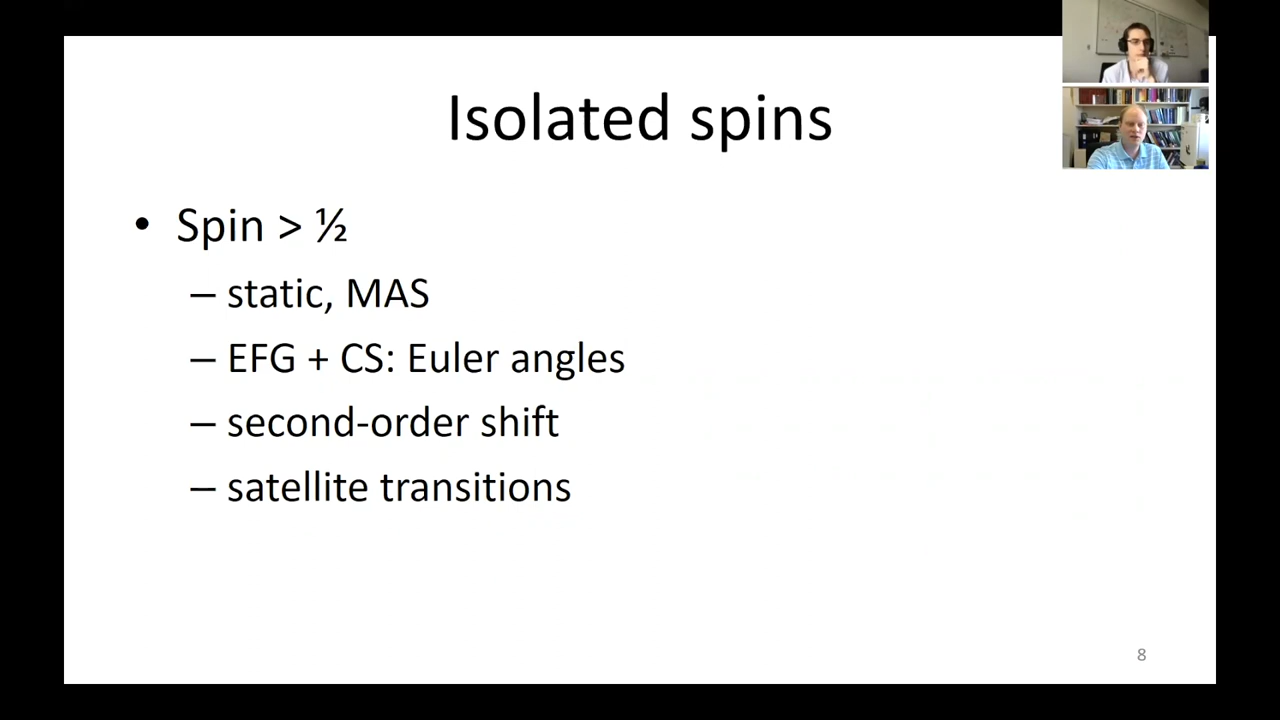 Isolated spins
• Spin > ½
– static, MAS
– EFG + CS: Euler angles
– second-order shift
– satellite transitions
8